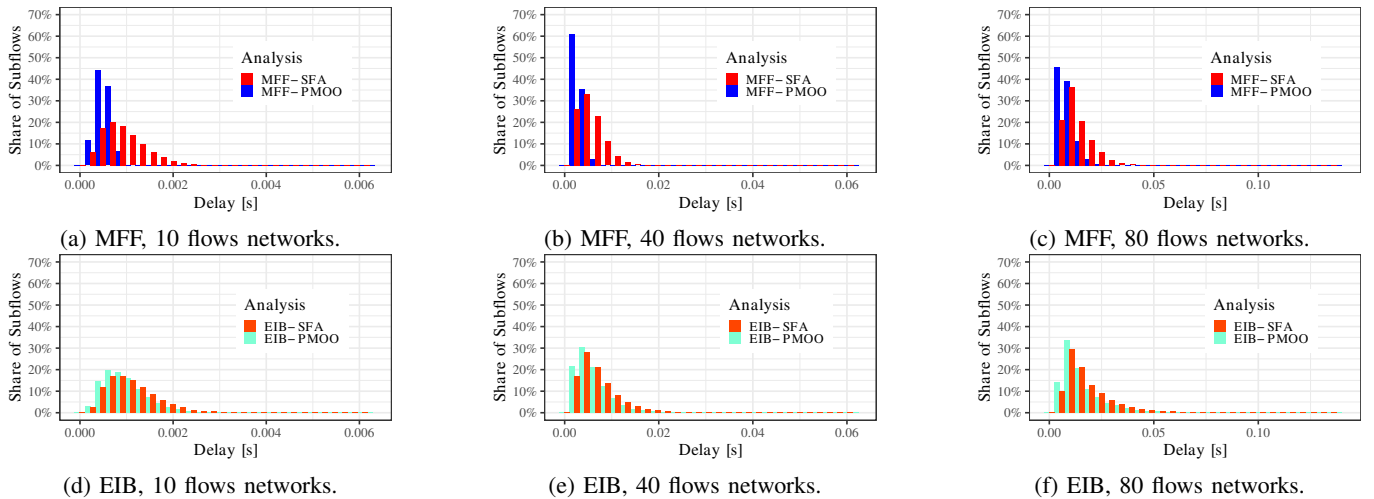 Share of Subflows
70%
60%
50%
40%
30%
20%
10%
0%
Analysis
MFF−SFA
MFF−PMOO
0.000
0.002
0.004
0.006
Delay [s]
(a) MFF, 10 flows networks.
Share of Subflows
70%
60%
50%
40%
30%
20%
10%
0%
Analysis
MFF−SFA
MFF−PMOO
0.00
0.02
0.04
0.06
Delay [s]
(b) MFF, 40 flows networks.
Share of Subflows
70%
60%
50%
40%
30%
20%
10%
0%
Analysis
MFF−SFA
MFF−PMOO
0.00
0.05
0.10
Delay [s]
(c) MFF, 80 flows networks.
Share of Subflows
70%
60%
50%
40%
30%
20%
10%
0%
Analysis
EIB−SFA
EIB−PMOO
0.000
0.002
0.004
0.006
Delay [s]
(d) EIB, 10 flows networks.
Share of Subflows
70%
60%
50%
40%
30%
20%
10%
0%
Analysis
EIB−SFA
EIB−PMOO
0.00
0.02
0.04
0.06
Delay [s]
(e) EIB, 40 flows networks.
Share of Subflows
70%
60%
50%
40%
30%
20%
10%
0%
Analysis
EIB−SFA
EIB−PMOO
0.00
0.05
0.10
Delay [s]
(f) EIB, 80 flows networks.